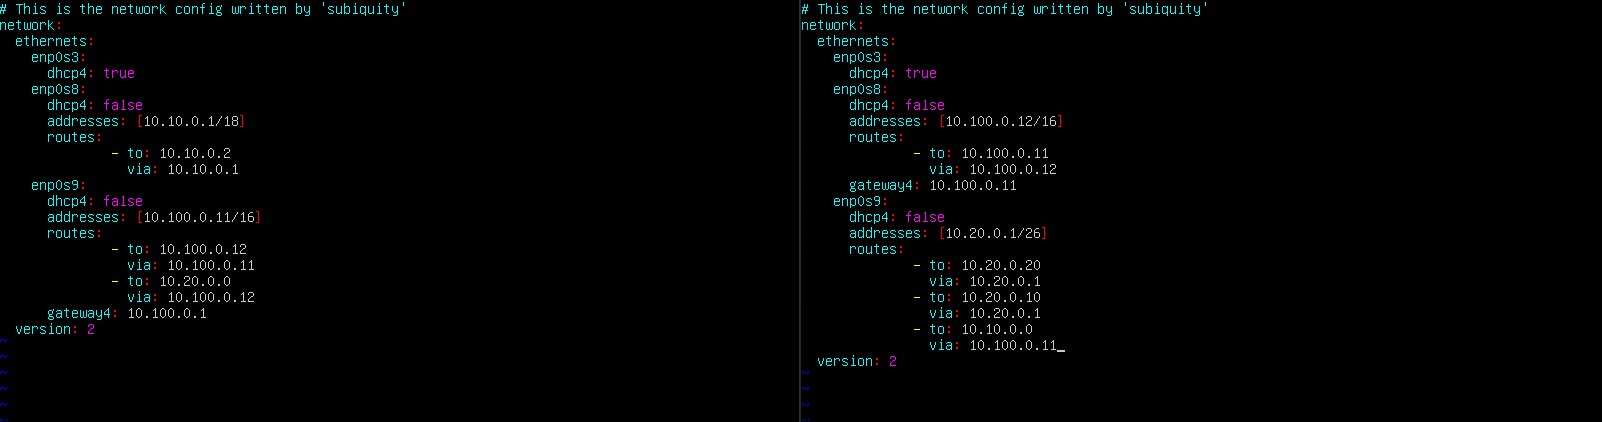 # This is the network config written by 'subiquity'
network:
  ethernets:
    enp0s3:
      dhcp4: true
    enp0s8:
      dhcp4: false
      addresses: [10.10.0.1/18]
      routes:
              - to: 10.10.0.2
                via: 10.10.0.1
    enp0s9:
      dhcp4: false
      addresses: [10.100.0.11/16]
      routes:
              - to: 10.100.0.12
                via: 10.100.0.11
              - to: 10.20.0.0
                via: 10.100.0.12
      gateway4: 10.100.0.1
  version: 2
~
~
~
~
~
~
# This is the network config written by 'subiquity'
network:
  ethernets:
    enp0s3:
      dhcp4: true
    enp0s8:
      dhcp4: false
      addresses: [10.100.0.12/16]
      routes:
              - to: 10.100.0.11
                via: 10.100.0.12
      gateway4: 10.100.0.11
    enp0s9:
      dhcp4: false
      addresses: [10.20.0.1/26]
      routes:
              - to: 10.20.0.20
                via: 10.20.0.1
              - to: 10.20.0.10
                via: 10.20.0.1
              - to: 10.10.0.0
                via: 10.100.0.11_
  version: 2
~
~
~
~